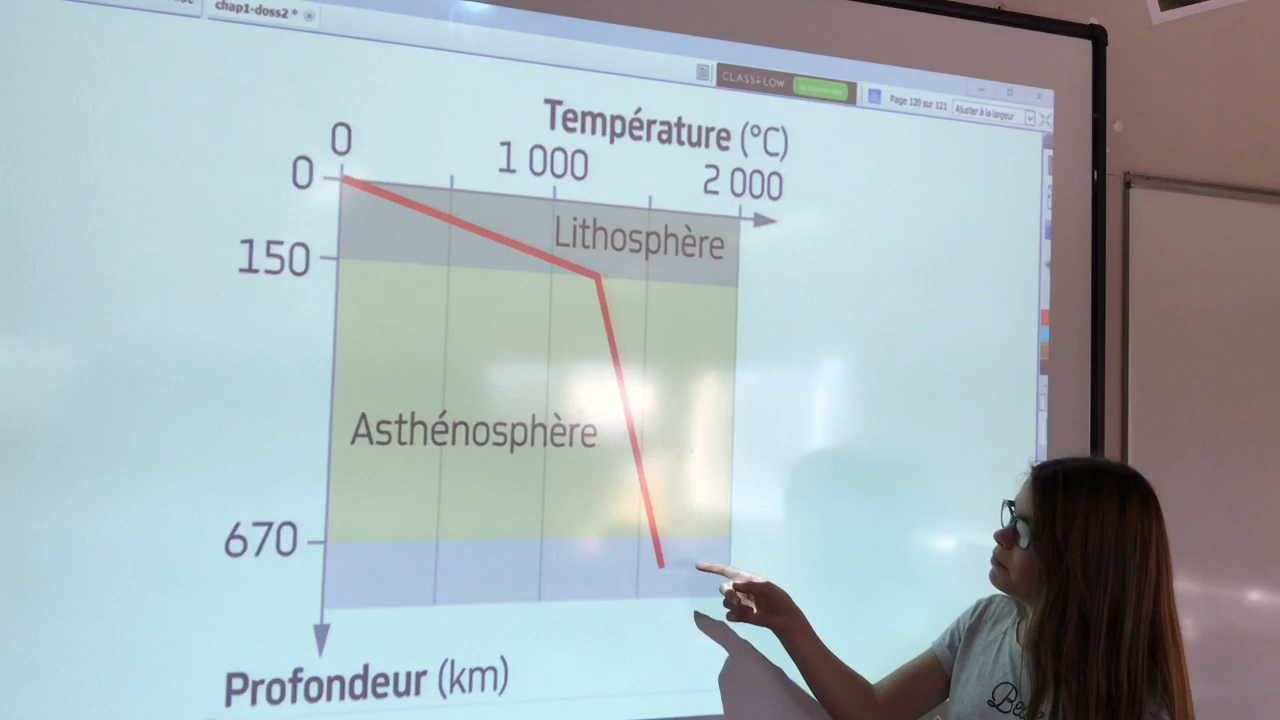 chap1-doss2 *
CLASSFLOW
Page 120 sur 121
Ajuster à la largeur
Température (°C)
0
1 000
2 000
0
Lithosphère
150
Asthénosphère
670
Profondeur (km)